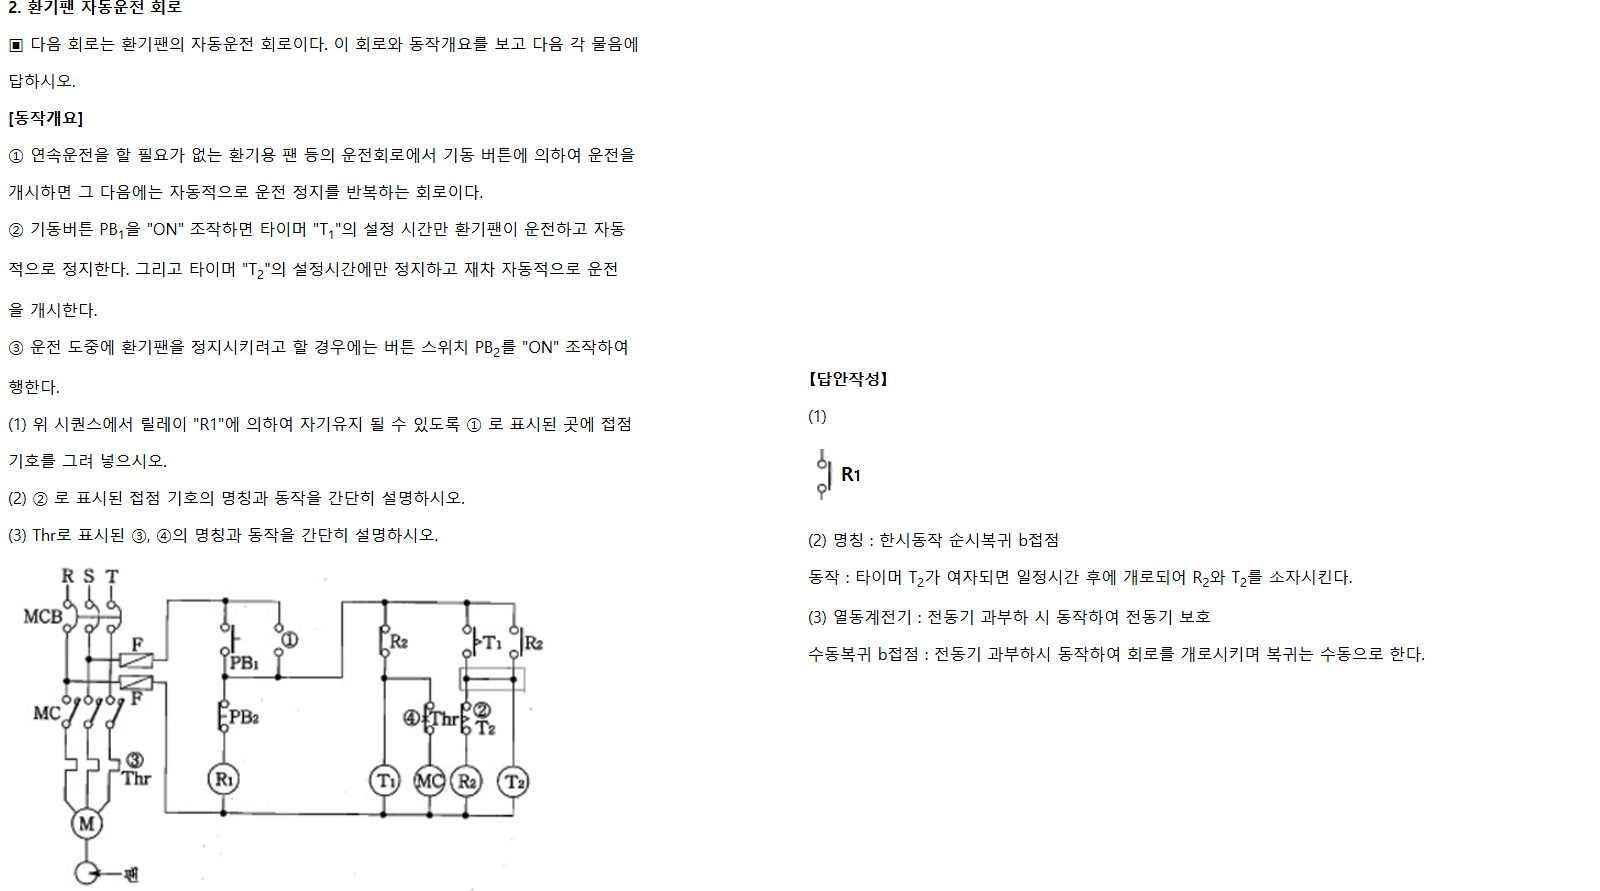 2. 환기팬 자동운전 회로
▣ 다음 회로는 환기팬의 자동운전 회로이다. 이 회로와 동작개요를 보고 다음 각 물음에
답하시오.
[동작개요]
① 연속운전을 할 필요가 없는 환기용 팬 등의 운전회로에서 기동 버튼에 의하여 운전을
개시하면 그 다음에는 자동적으로 운전 정지를 반복하는 회로이다.
② 기동버튼 PB1을 "ON" 조작하면 타이머 "T1"의 설정 시간만 환기팬이 운전하고 자동
적으로 정지한다. 그리고 타이머 "T2"의 설정시간에만 정지하고 재차 자동적으로 운전
을 개시한다.
③ 운전 도중에 환기팬을 정지시키려고 할 경우에는 버튼 스위치 PB2를 "ON" 조작하여
행한다.
(1) 위 시퀀스에서 릴레이 "R1"에 의하여 자기유지 될 수 있도록 ① 로 표시된 곳에 접점
기호를 그려 넣으시오.
(2) ② 로 표시된 접점 기호의 명칭과 동작을 간단히 설명하시오.
(3) Thr로 표시된 ③, ④의 명칭과 동작을 간단히 설명하시오.
R S T
MCB
F
PB1
①
R2
T1
R2
F
MC
PB2
④ Thr
②
T2
③
Thr
R1
T1
MC
R2
T2
M
팬
【답안작성】
(1)
R1
(2) 명칭 : 한시동작 순시복귀 b접점
동작 : 타이머 T2가 여자되면 일정시간 후에 개로되어 R2와 T2를 소자시킨다.
(3) 열동계전기 : 전동기 과부하 시 동작하여 전동기 보호
수동복귀 b접점 : 전동기 과부하시 동작하여 회로를 개로시키며 복귀는 수동으로 한다.